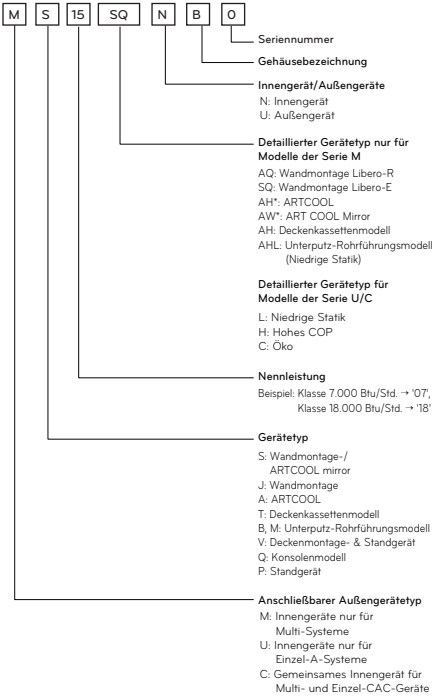 M S 15 SQ N B 0
Seriennummer
Gehäusebezeichnung
Innengerät/Außengeräte
N: Innengerät
U: Außengerät
Detaillierter Gerätetyp nur für
Modelle der Serie M
AQ: Wandmontage Libero-R
SQ: Wandmontage Libero-E
AH*: ARTCOOL
AW*: ART COOL Mirror
AH: Deckenkassettenmodell
AHL: Unterputz-Rohrführungsmodell
(Niedrige Statik)
Detaillierter Gerätetyp für
Modelle der Serie U/C
L: Niedrige Statik
H: Hohes COP
C: Öko
Nennleistung
Beispiel: Klasse 7.000 Btu/Std. → '07',
Klasse 18.000 Btu/Std. → '18'
Gerätetyp
S: Wandmontage-/
ARTCOOL mirror
J: Wandmontage
A: ARTCOOL
T: Deckenkassettenmodell
B, M: Unterputz-Rohrführungsmodell
V: Deckenmontage- & Standgerät
Q: Konsolenmodell
P: Standgerät
Anschließbarer Außengerätetyp
M: Innengeräte nur für
Multi-Systeme
U: Innengeräte nur für
Einzel-A-Systeme
C: Gemeinsames Innengerät für
Multi- und Einzel-CAC-Geräte